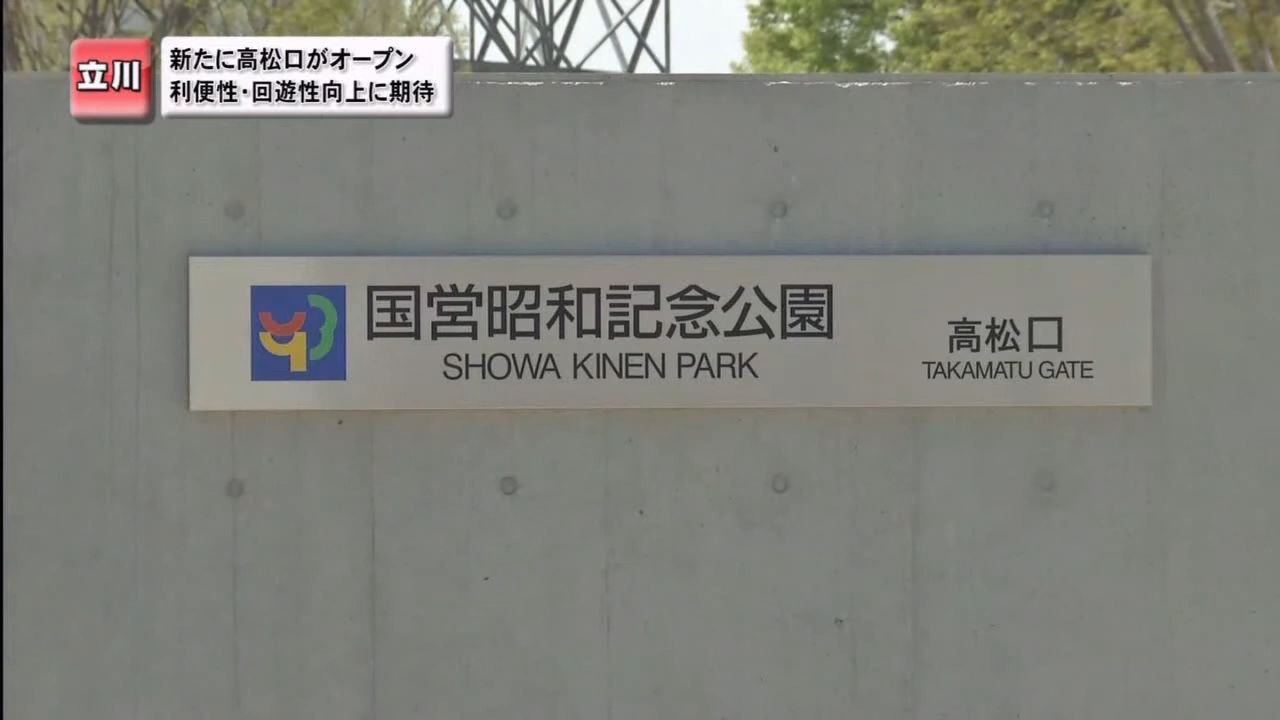 立川
新たに高松口がオープン
利便性・回遊性向上に期待
国営昭和記念公園
SHOWA KINEN PARK
高松口
TAKAMATU GATE